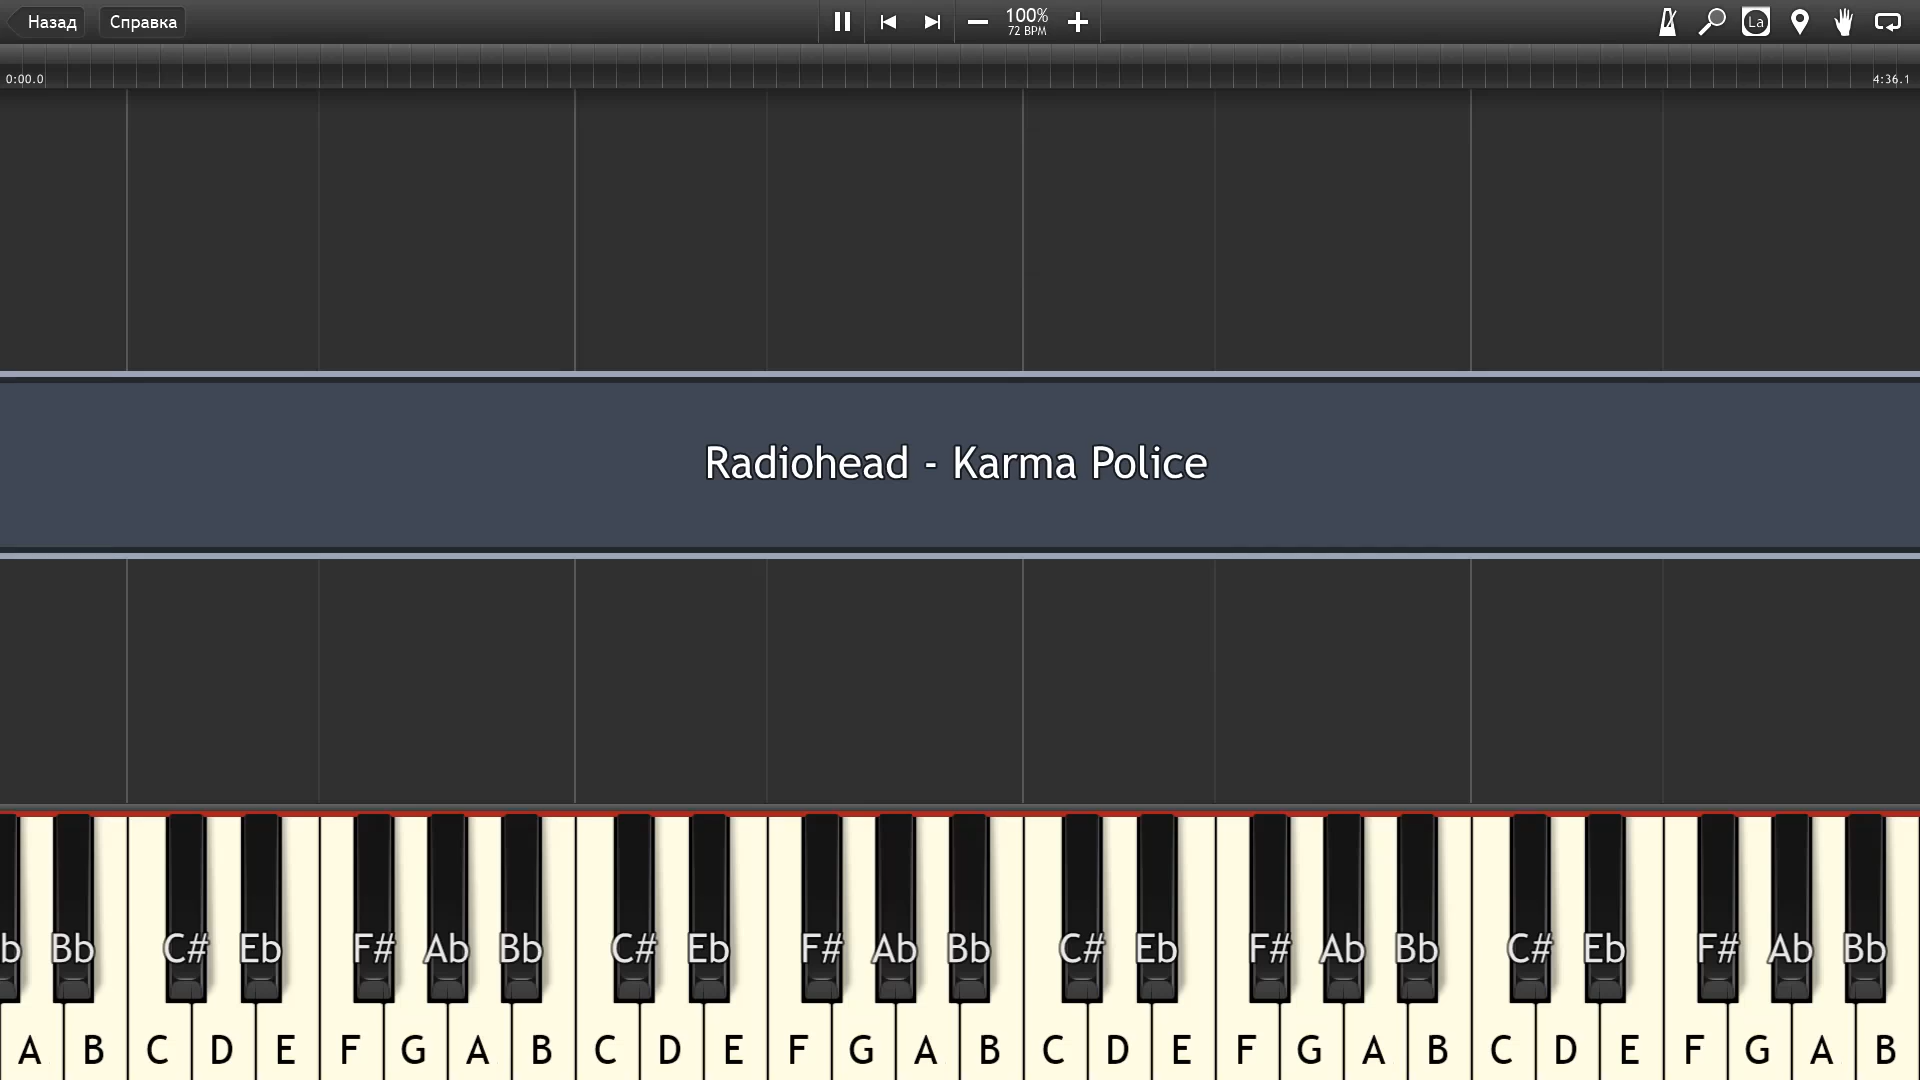 Назад Справка 100% La
72 BPM
0:00.0 4:36.1
Radiohead - Karma Police
b Bb C# Eb F# Ab Bb C# Eb F# Ab Bb C# Eb F# Ab Bb C# Eb F# Ab Bb
A B C D E F G A B C D E F G A B C D E F G A B C D E F G A B